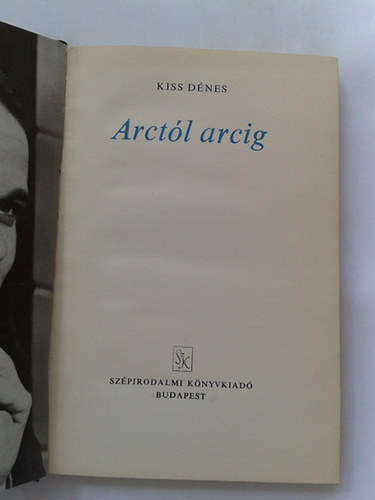 KISS DÉNES
Arctól arcig
SzK
SZÉPIRODALMI KÖNYVKIADÓ
BUDAPEST